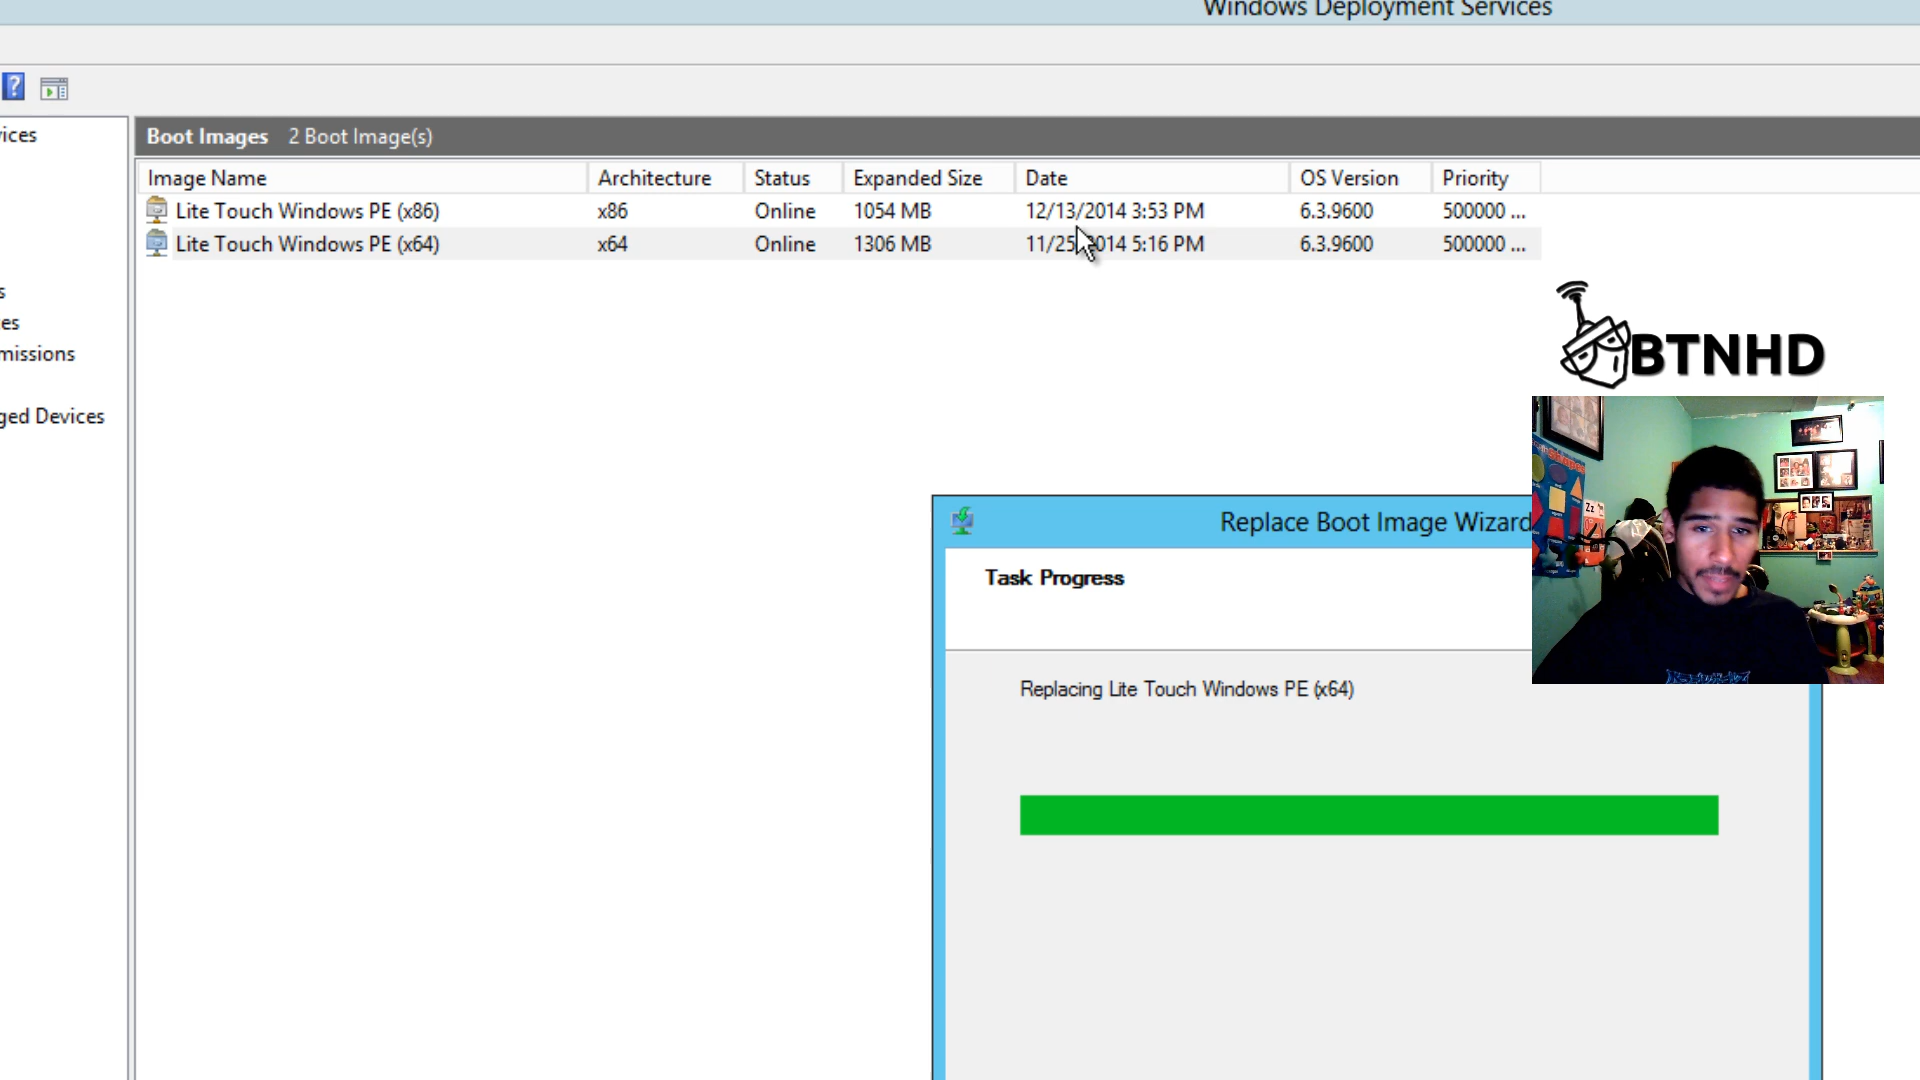 Windows Deployment Services
ices
Boot Images 2 Boot Image(s)
Image Name Architecture Status Expanded Size Date OS Version Priority
Lite Touch Windows PE (x86) x86 Online 1054 MB 12/13/2014 3:53 PM 6.3.9600 500000 ...
Lite Touch Windows PE (x64) x64 Online 1306 MB 11/25 2014 5:16 PM 6.3.9600 500000 ...
s
es
missions
ged Devices
BTNHD
Replace Boot Image Wizard
Task Progress
Replacing Lite Touch Windows PE (x64)